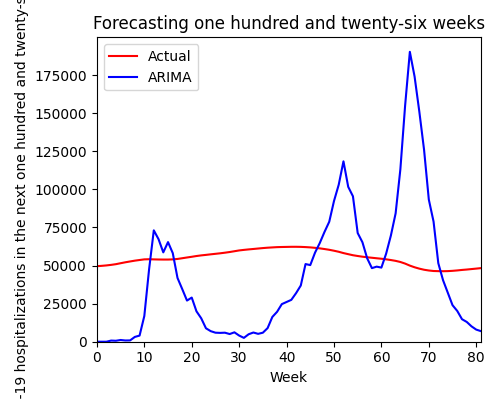 Forecasting one hundred and twenty-six weeks
Actual
ARIMA
-19 hospitalizations in the next one hundred and twenty-s
175000
150000
125000
100000
75000
50000
25000
0
0 10 20 30 40 50 60 70 80
Week